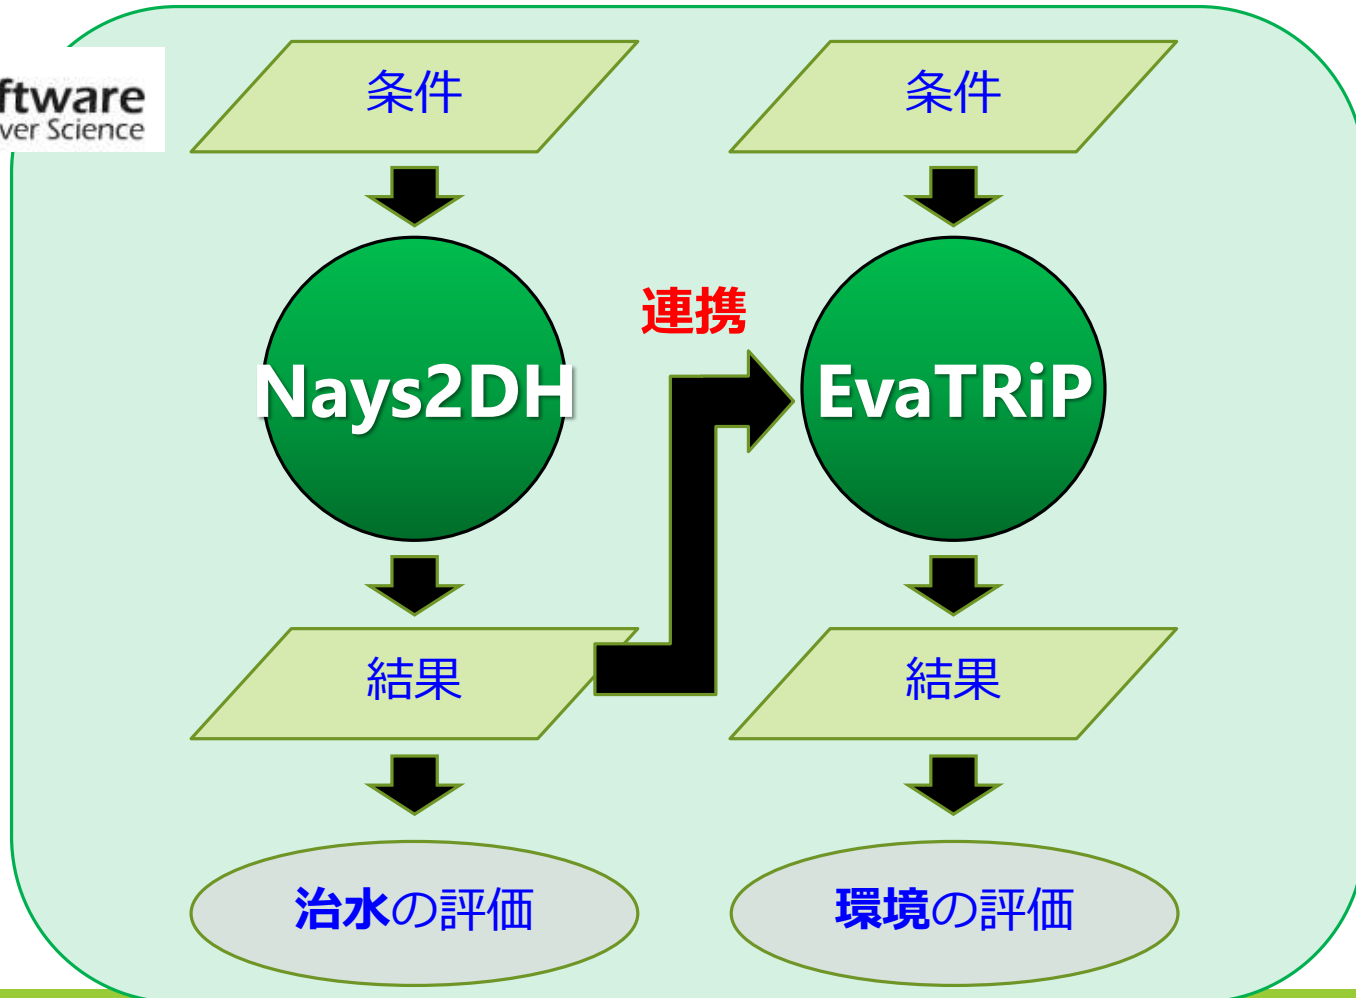 ftware
ver Science
条件
条件
連携
Nays2DH
EvaTRiP
結果
結果
治水の評価
環境の評価